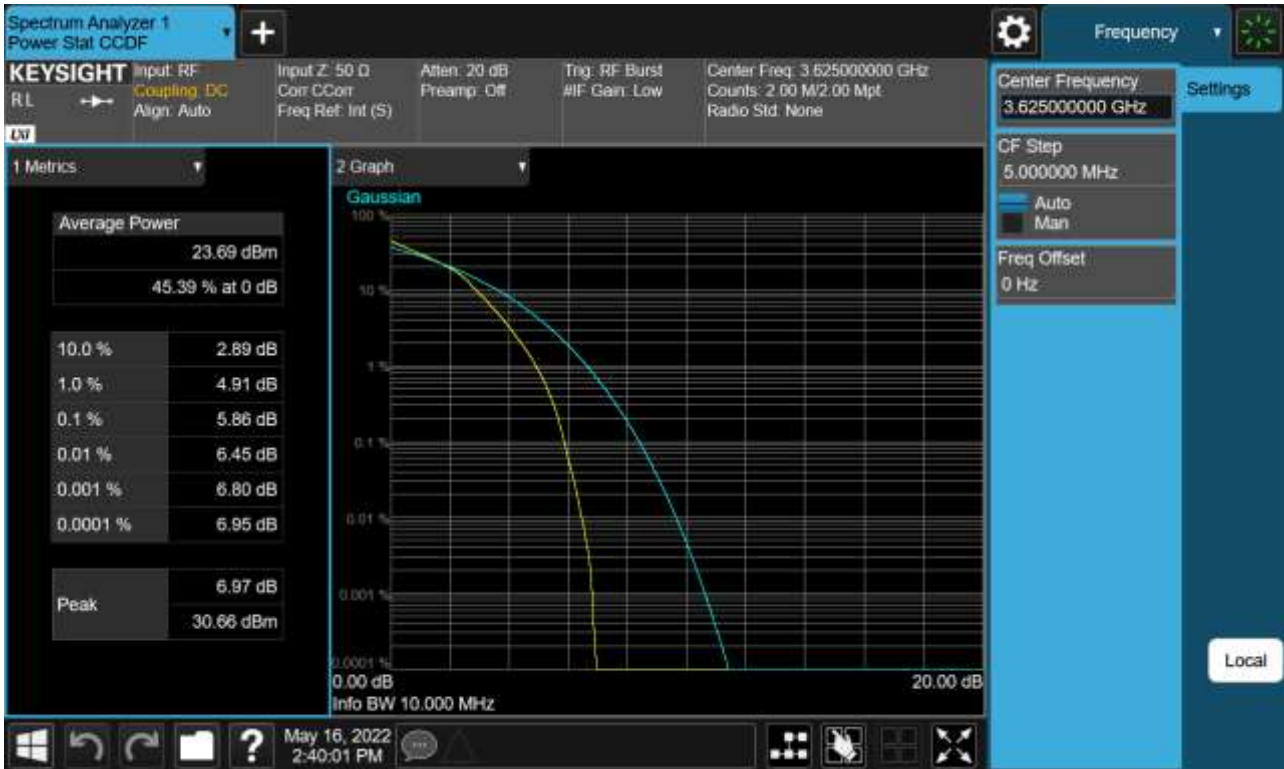 Spectrum Analyzer 1
Power Stat CCDF
Frequency
KEYSIGHT
RL
LXI
Input: RF
Coupling: DC
Align: Auto
Input Z: 50 Ω
Corr CCorr
Freq Ref: Int (S)
Atten: 20 dB
Preamp: Off
Trig: RF Burst
#IF Gain: Low
Center Freq: 3.625000000 GHz
Counts: 2.00 M/2.00 Mpt
Radio Std: None
Center Frequency
3.625000000 GHz
Settings
CF Step
5.000000 MHz
Auto
Man
Freq Offset
0 Hz
Local
1 Metrics
Average Power
23.69 dBm
45.39 % at 0 dB
10.0 % 2.89 dB
1.0 % 4.91 dB
0.1 % 5.86 dB
0.01 % 6.45 dB
0.001 % 6.80 dB
0.0001 % 6.95 dB
Peak
6.97 dB
30.66 dBm
2 Graph
Gaussian
100 %
10 %
1 %
0.1 %
0.01 %
0.001 %
0.0001 %
0.00 dB 20.00 dB
Info BW 10.000 MHz
?
May 16, 2022
2:40:01 PM